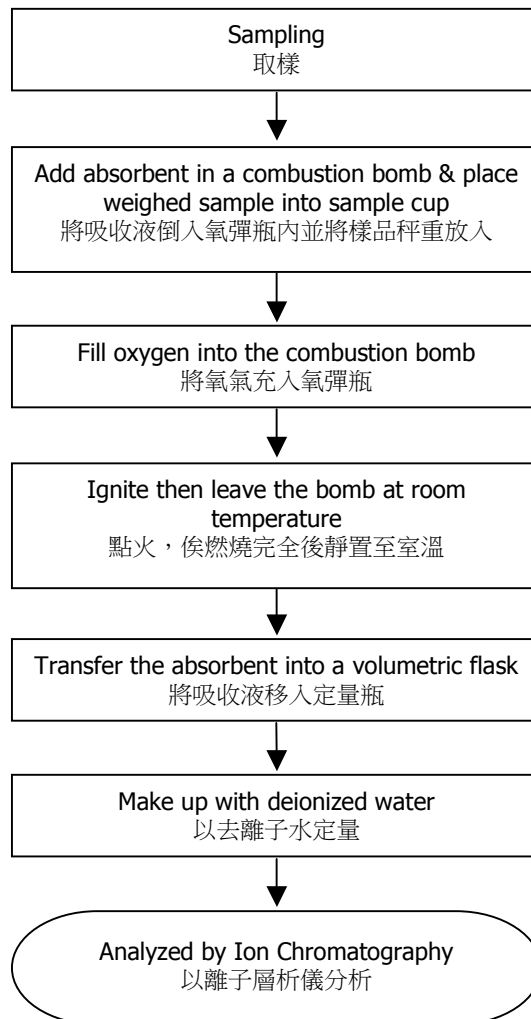 Sampling
取樣
Add absorbent in a combustion bomb & place
weighed sample into sample cup
將吸收液倒入氧彈瓶內並將樣品秤重放入
Fill oxygen into the combustion bomb
將氧氣充入氧彈瓶
Ignite then leave the bomb at room
temperature
點火，俟燃燒完全後靜置至室溫
Transfer the absorbent into a volumetric flask
將吸收液移入定量瓶
Make up with deionized water
以去離子水定量
Analyzed by Ion Chromatography
以離子層析儀分析